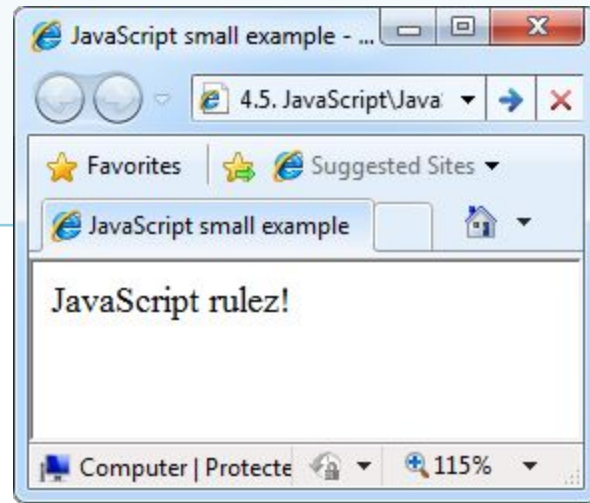 JavaScript small example - ...
4.5. JavaScript\Java
Favorites Suggested Sites
JavaScript small example
JavaScript rulez!
Computer | Protecte 115%